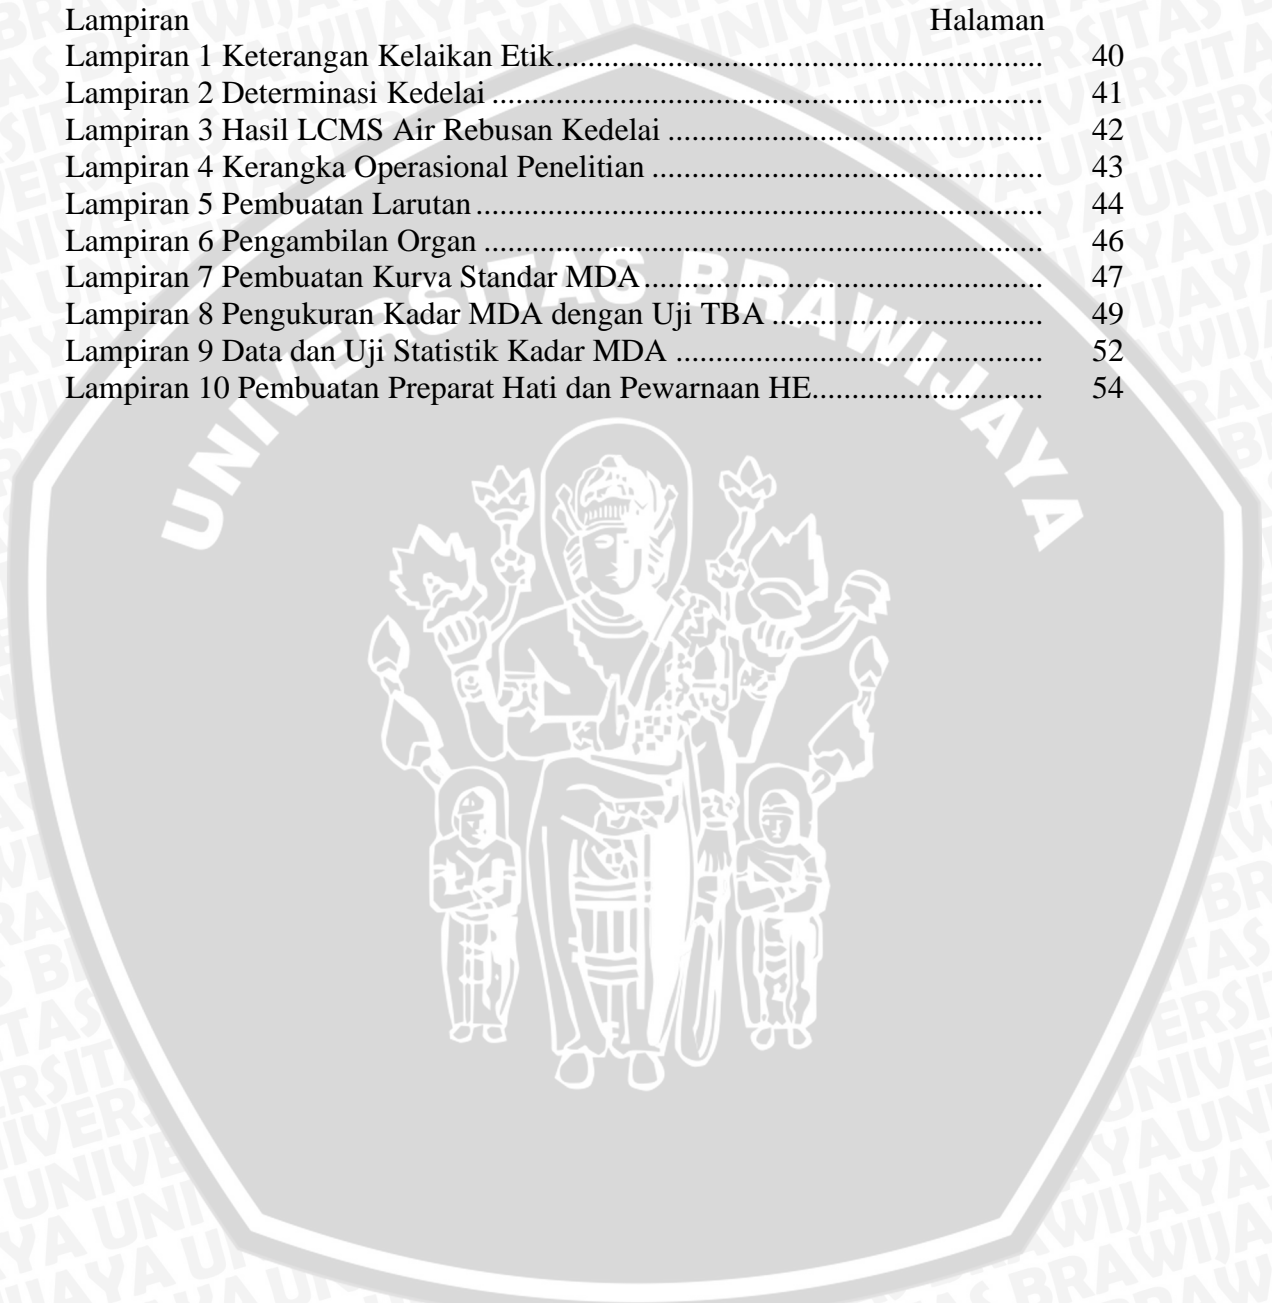 Lampiran Halaman
Lampiran 1 Keterangan Kelaikan Etik............................................................. 40
Lampiran 2 Determinasi Kedelai ..................................................................... 41
Lampiran 3 Hasil LCMS Air Rebusan Kedelai ............................................... 42
Lampiran 4 Kerangka Operasional Penelitian ................................................. 43
Lampiran 5 Pembuatan Larutan ....................................................................... 44
Lampiran 6 Pengambilan Organ ...................................................................... 46
Lampiran 7 Pembuatan Kurva Standar MDA.................................................. 47
Lampiran 8 Pengukuran Kadar MDA dengan Uji TBA .................................. 49
Lampiran 9 Data dan Uji Statistik Kadar MDA .............................................. 52
Lampiran 10 Pembuatan Preparat Hati dan Pewarnaan HE............................. 54
UNIVERSITAS BRAWIJAYA